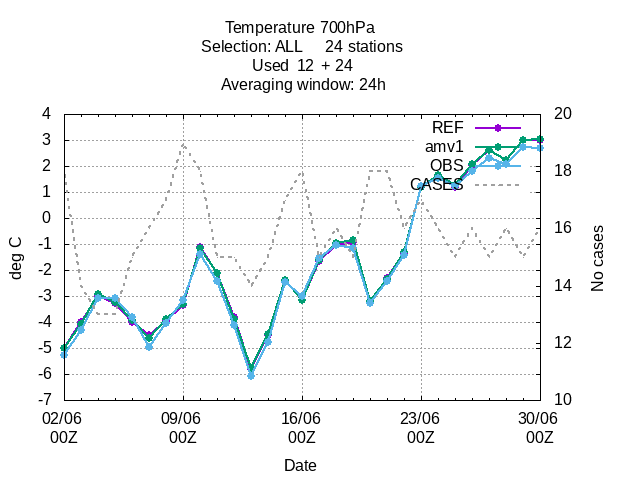 Temperature 700hPa
Selection: ALL 24 stations
Used 12 + 24
Averaging window: 24h
REF
amv1
OBS
CASES
deg C
4
3
2
1
0
-1
-2
-3
-4
-5
-6
-7
20
18
16
14
12
10
No cases
02/06 09/06 16/06 23/06 30/06
00Z 00Z 00Z 00Z 00Z
Date